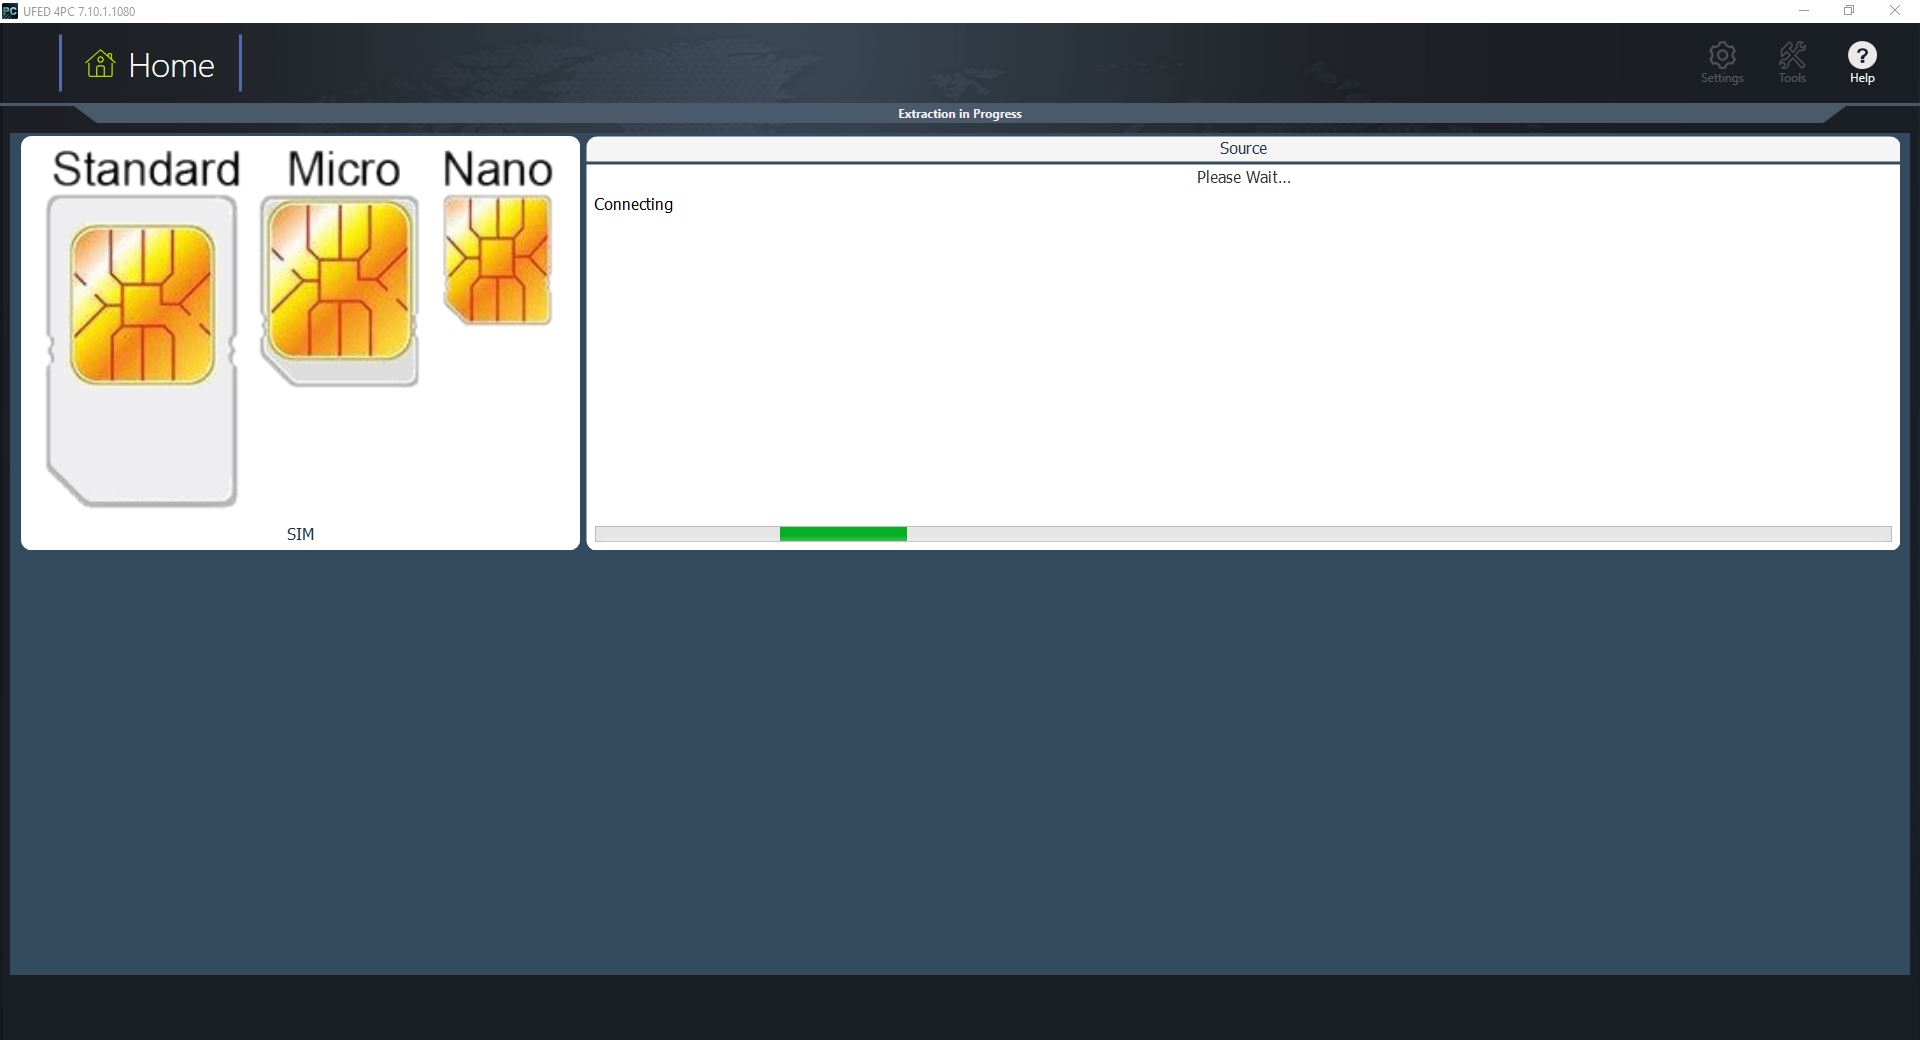 PC UFED 4PC 7.10.1.1080
Home
Settings
Tools
?
Help
Extraction in Progress
Standard Micro Nano
SIM
Source
Please Wait...
Connecting